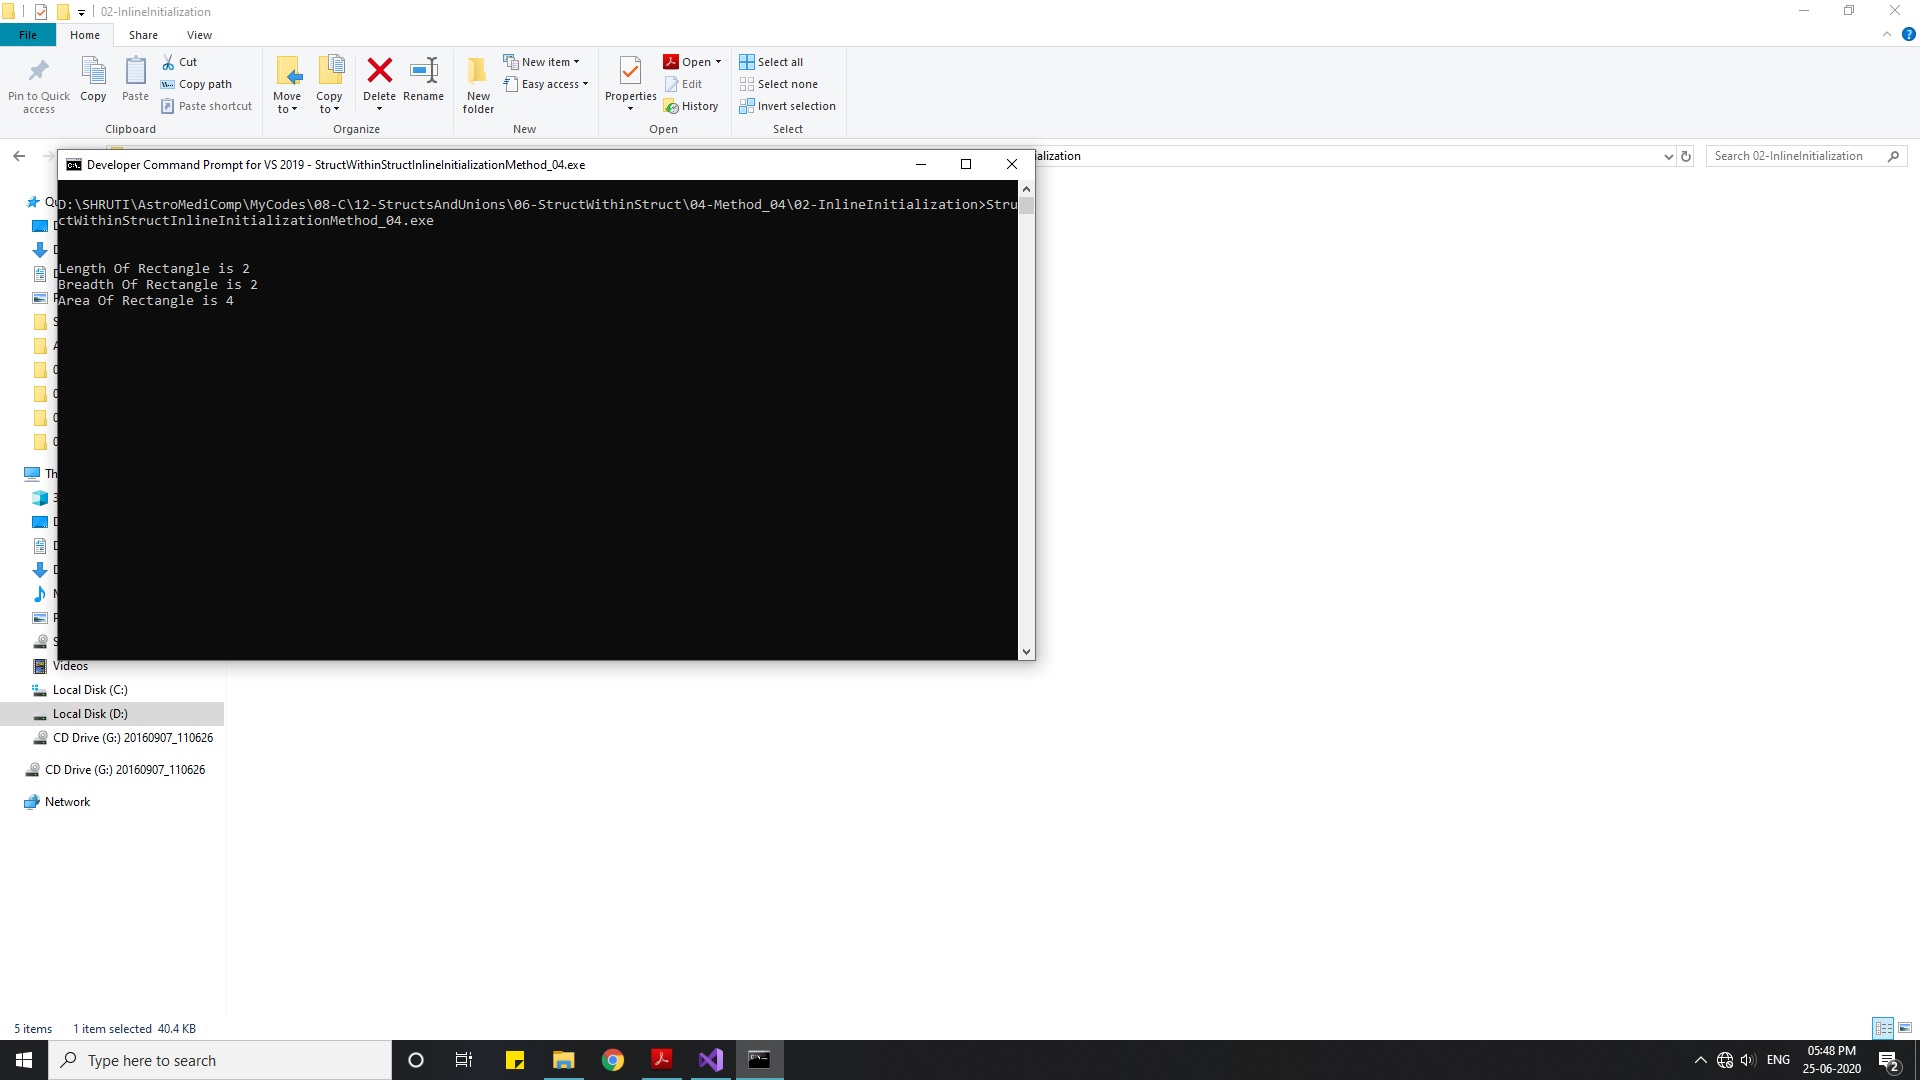 02-InlineInitialization
File Home Share View
Pin to Quick access
Copy
Paste
Cut
Copy path
Paste shortcut
Clipboard
Move to
Copy to
Delete
Rename
Organize
New folder
New item
Easy access
New
Properties
Open
Edit
History
Open
Select all
Select none
Invert selection
Select
ialization
Search 02-InlineInitialization
Developer Command Prompt for VS 2019 - StructWithinStructInlineInitializationMethod_04.exe
D:\SHRUTI\AstroMediComp\MyCodes\08-C\12-StructsAndUnions\06-StructWithinStruct\04-Method_04\02-InlineInitialization>Stru
ctWithinStructInlineInitializationMethod_04.exe
Length Of Rectangle is 2
Breadth Of Rectangle is 2
Area Of Rectangle is 4
Videos
Local Disk (C:)
Local Disk (D:)
CD Drive (G:) 20160907_110626
CD Drive (G:) 20160907_110626
Network
5 items 1 item selected 40.4 KB
Type here to search
ENG
05:48 PM
25-06-2020
2